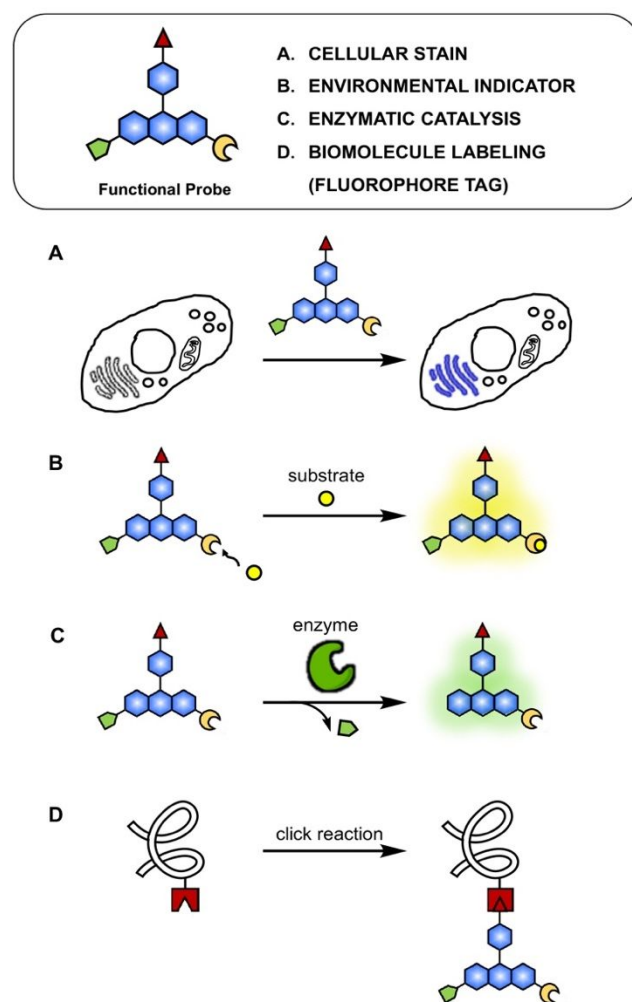 A. CELLULAR STAIN
B. ENVIRONMENTAL INDICATOR
C. ENZYMATIC CATALYSIS
D. BIOMOLECULE LABELING
(FLUOROPHORE TAG)
Functional Probe
A
B
substrate
C
enzyme
D
click reaction